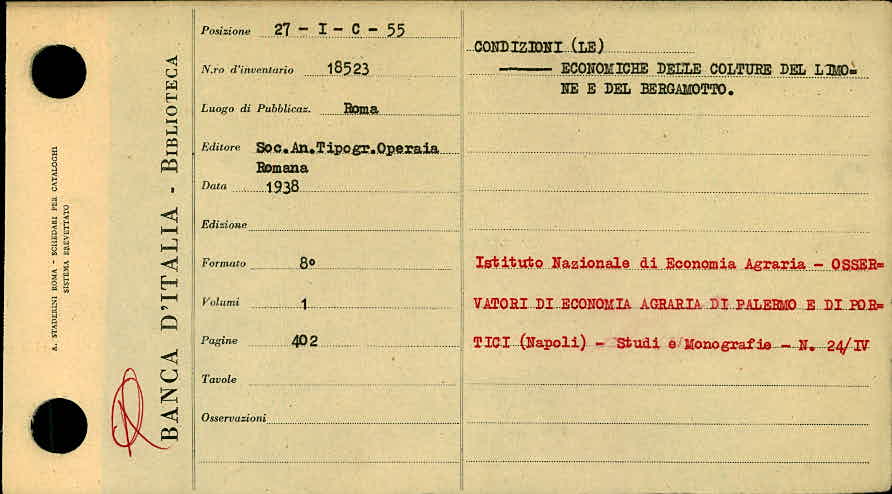 A. STADERINI ROMA - SCHEDARI PER CATALOGHI
SISTEMA BREVETTATO
BANCA D'ITALIA - BIBLIOTECA
Posizione 27 - I - C - 55
N.ro d'inventario 18523
Luogo di Pubblicaz. Roma
Editore Soc.An.Tipogr.Operaia
Romana
Data 1938
Edizione
Formato 8°
Volumi 1
Pagine 402
Tavole
Osservazioni
CONDIZIONI (LE)
ECONOMICHE DELLE COLTURE DEL LIMO=
NE E DEL BERGAMOTTO.
Istituto Nazionale di Economia Agraria - OSSER=
VATORI DI ECONOMIA AGRARIA DI PALERMO E DI POR=
TICI (Napoli) - Studi e Monografie - N. 24/IV